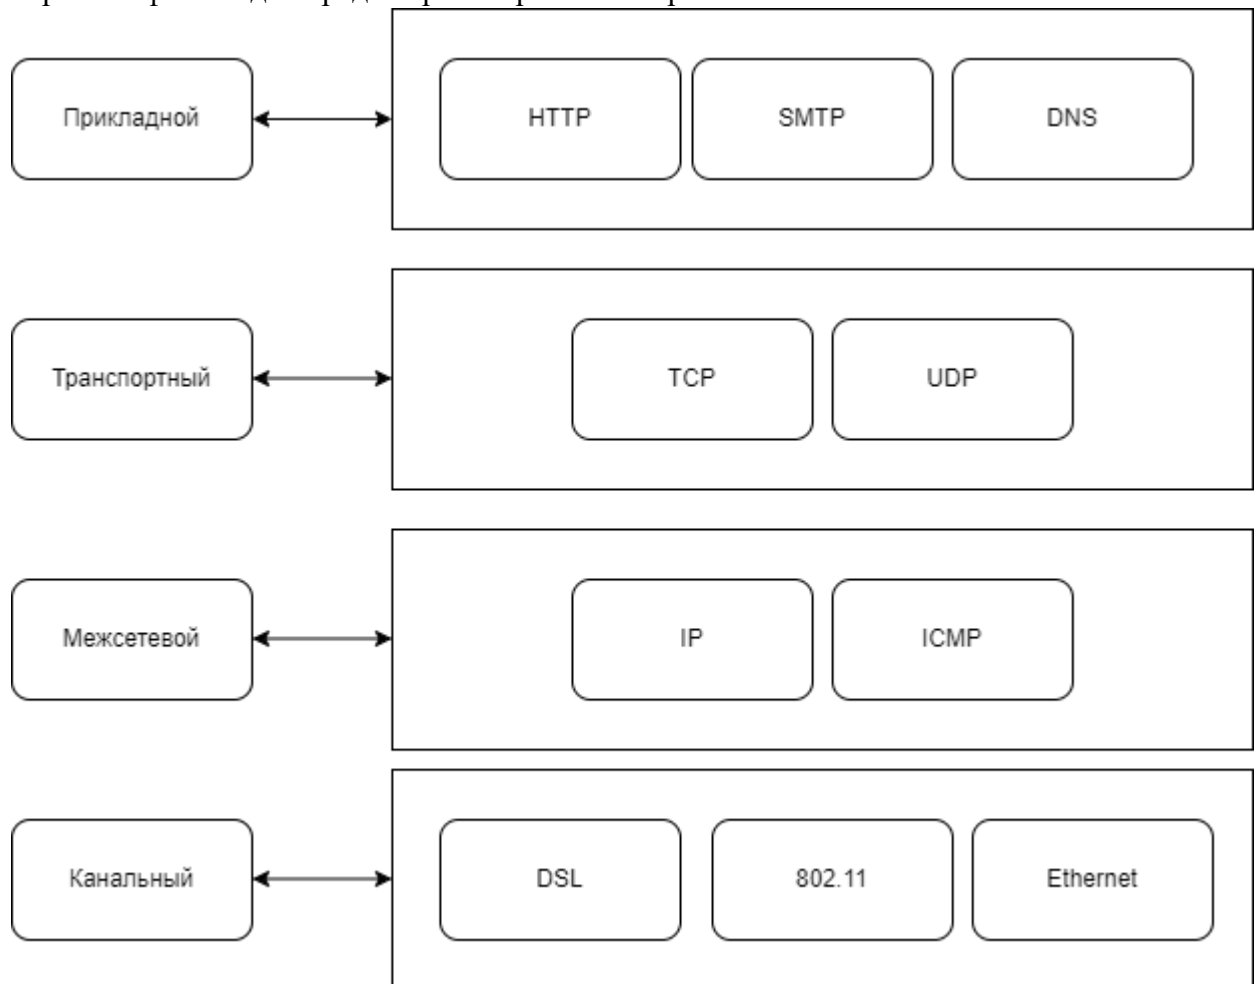 Прикладной
HTTP
SMTP
DNS
Транспортный
TCP
UDP
Межсетевой
IP
ICMP
Канальный
DSL
802.11
Ethernet